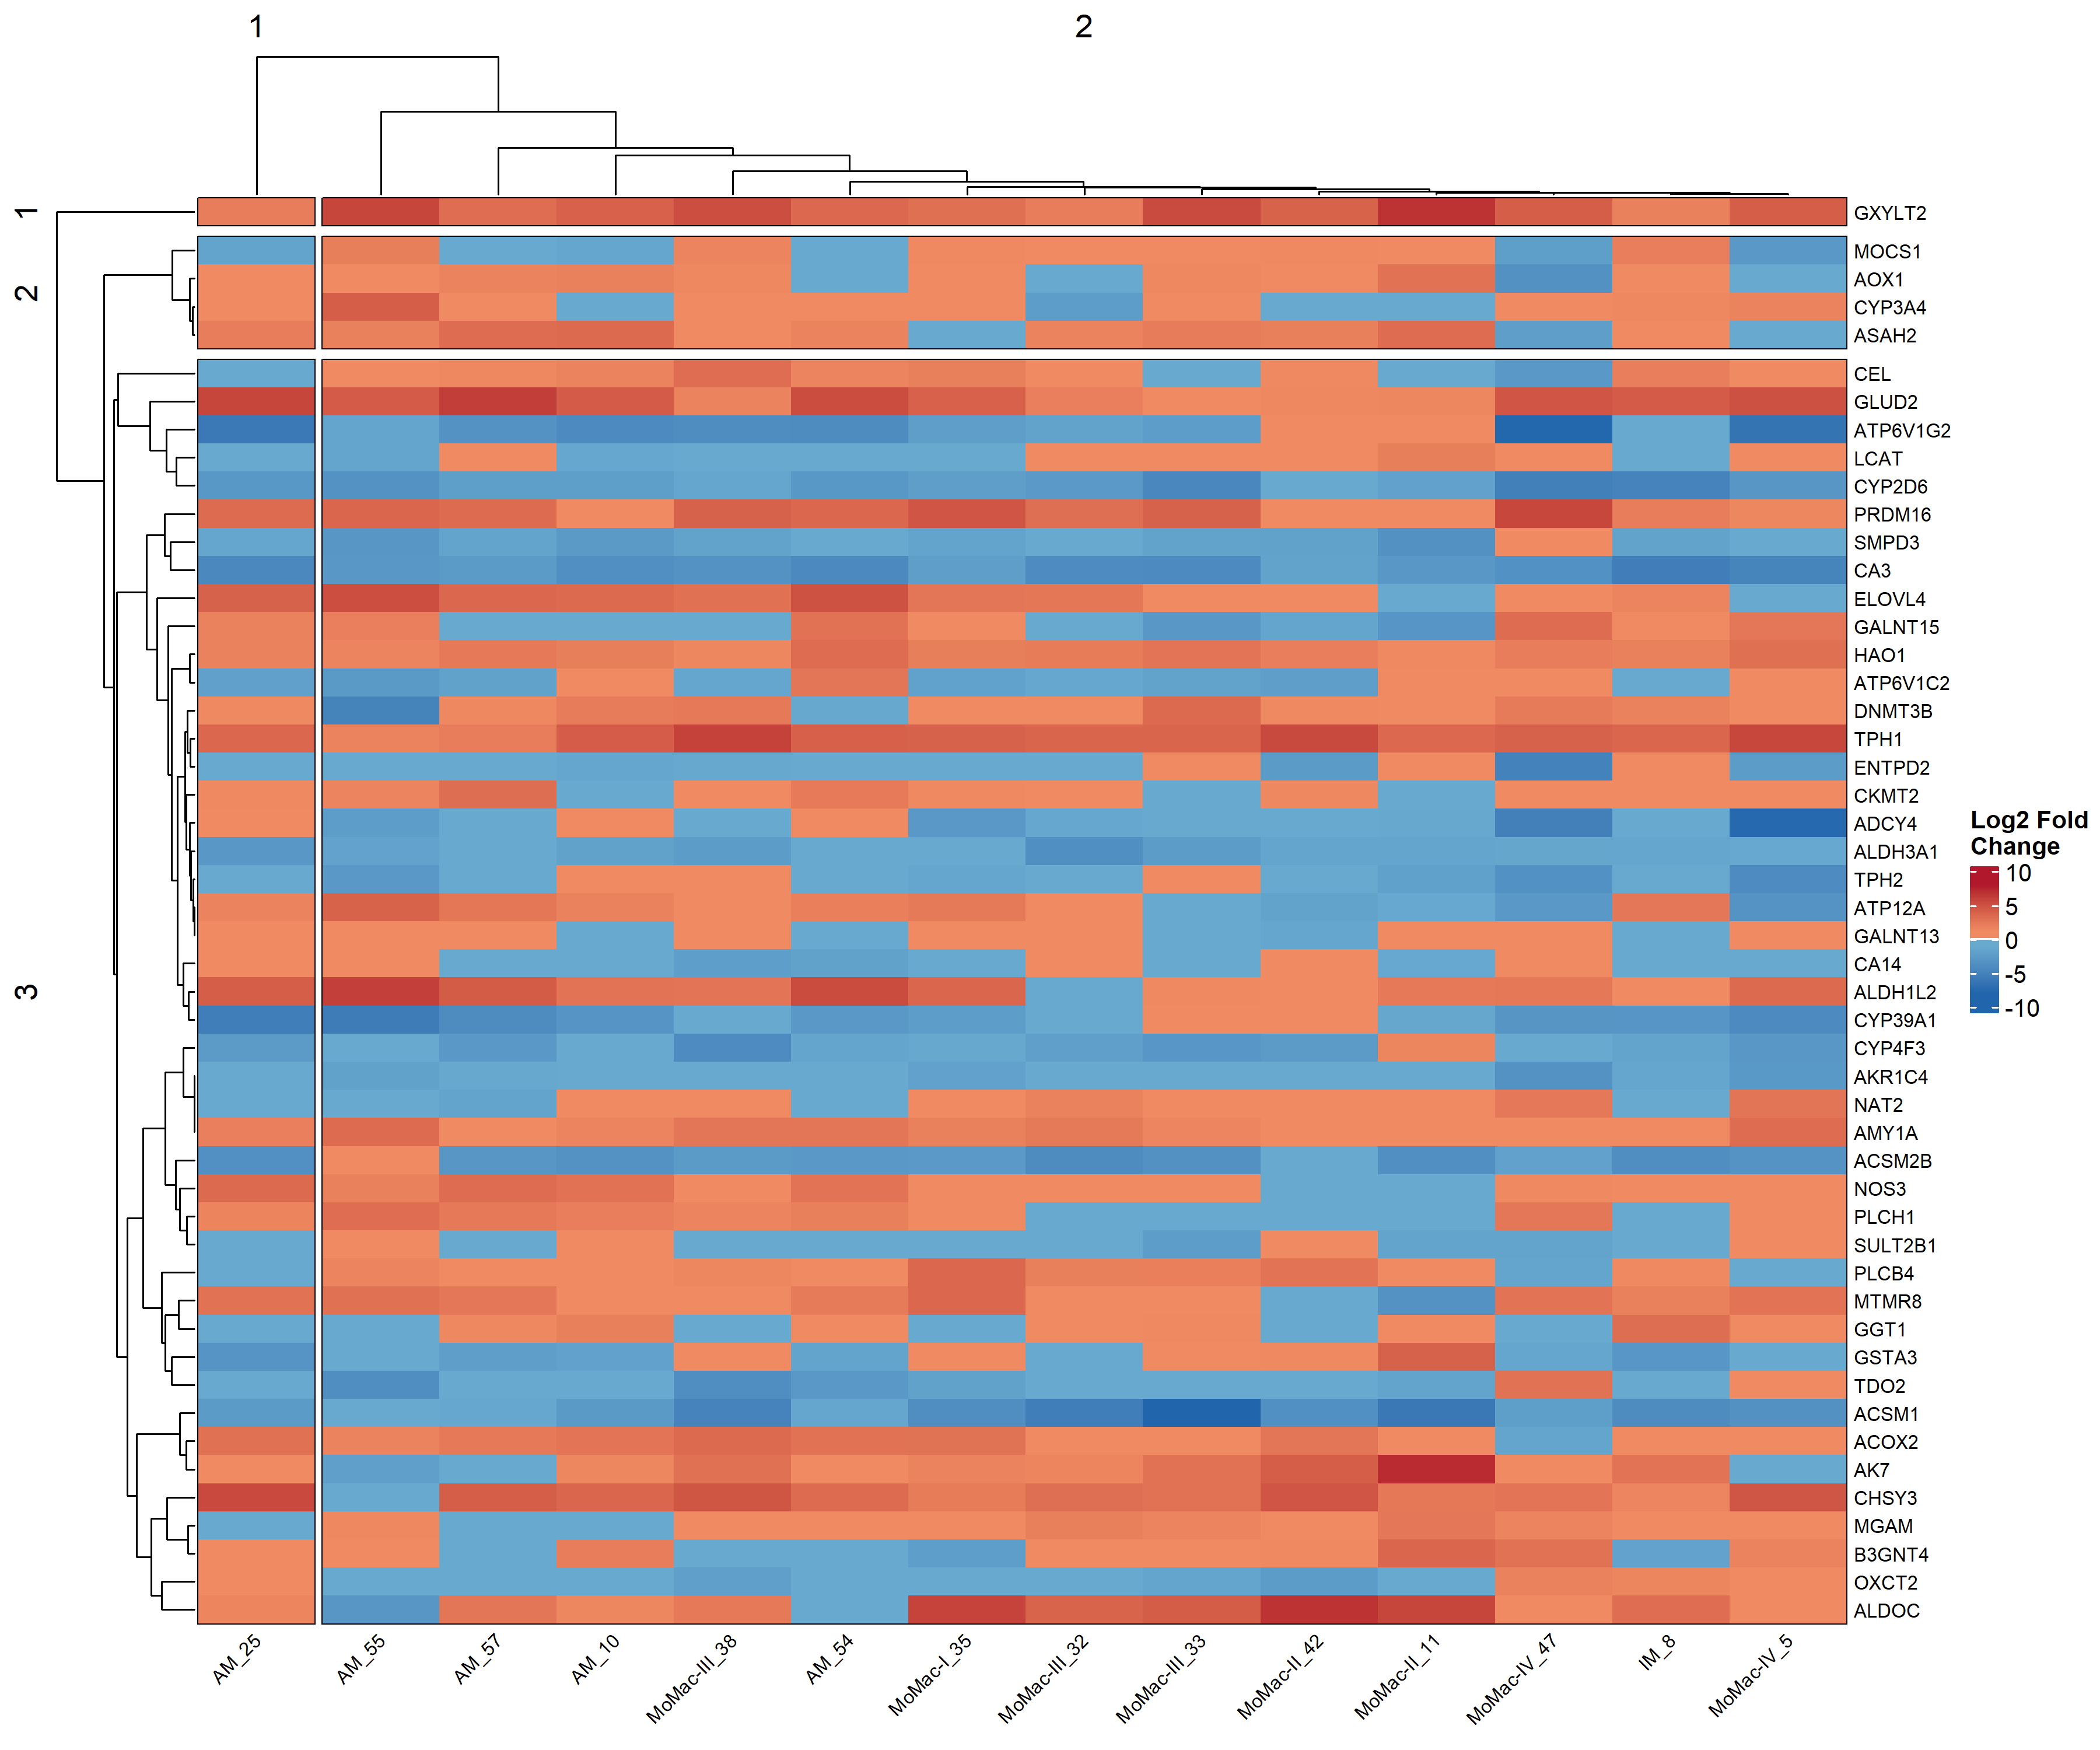 1
2
1
GXYLT2
2
MOCS1
AOX1
CYP3A4
ASAH2
3
CEL
GLUD2
ATP6V1G2
LCAT
CYP2D6
PRDM16
SMPD3
CA3
ELOVL4
GALNT15
HAO1
ATP6V1C2
DNMT3B
TPH1
ENTPD2
CKMT2
ADCY4
ALDH3A1
TPH2
ATP12A
GALNT13
CA14
ALDH1L2
CYP39A1
CYP4F3
AKR1C4
NAT2
AMY1A
ACSM2B
NOS3
PLCH1
SULT2B1
PLCB4
MTMR8
GGT1
GSTA3
TDO2
ACSM1
ACOX2
AK7
CHSY3
MGAM
B3GNT4
OXCT2
ALDOC
AM_25
AM_55
AM_57
AM_10
MoMac-III_38
AM_54
MoMac-I_35
MoMac-III_32
MoMac-III_33
MoMac-II_42
MoMac-II_11
MoMac-IV_47
IM_8
MoMac-IV_5
Log2 Fold
Change
10
5
0
-5
-10